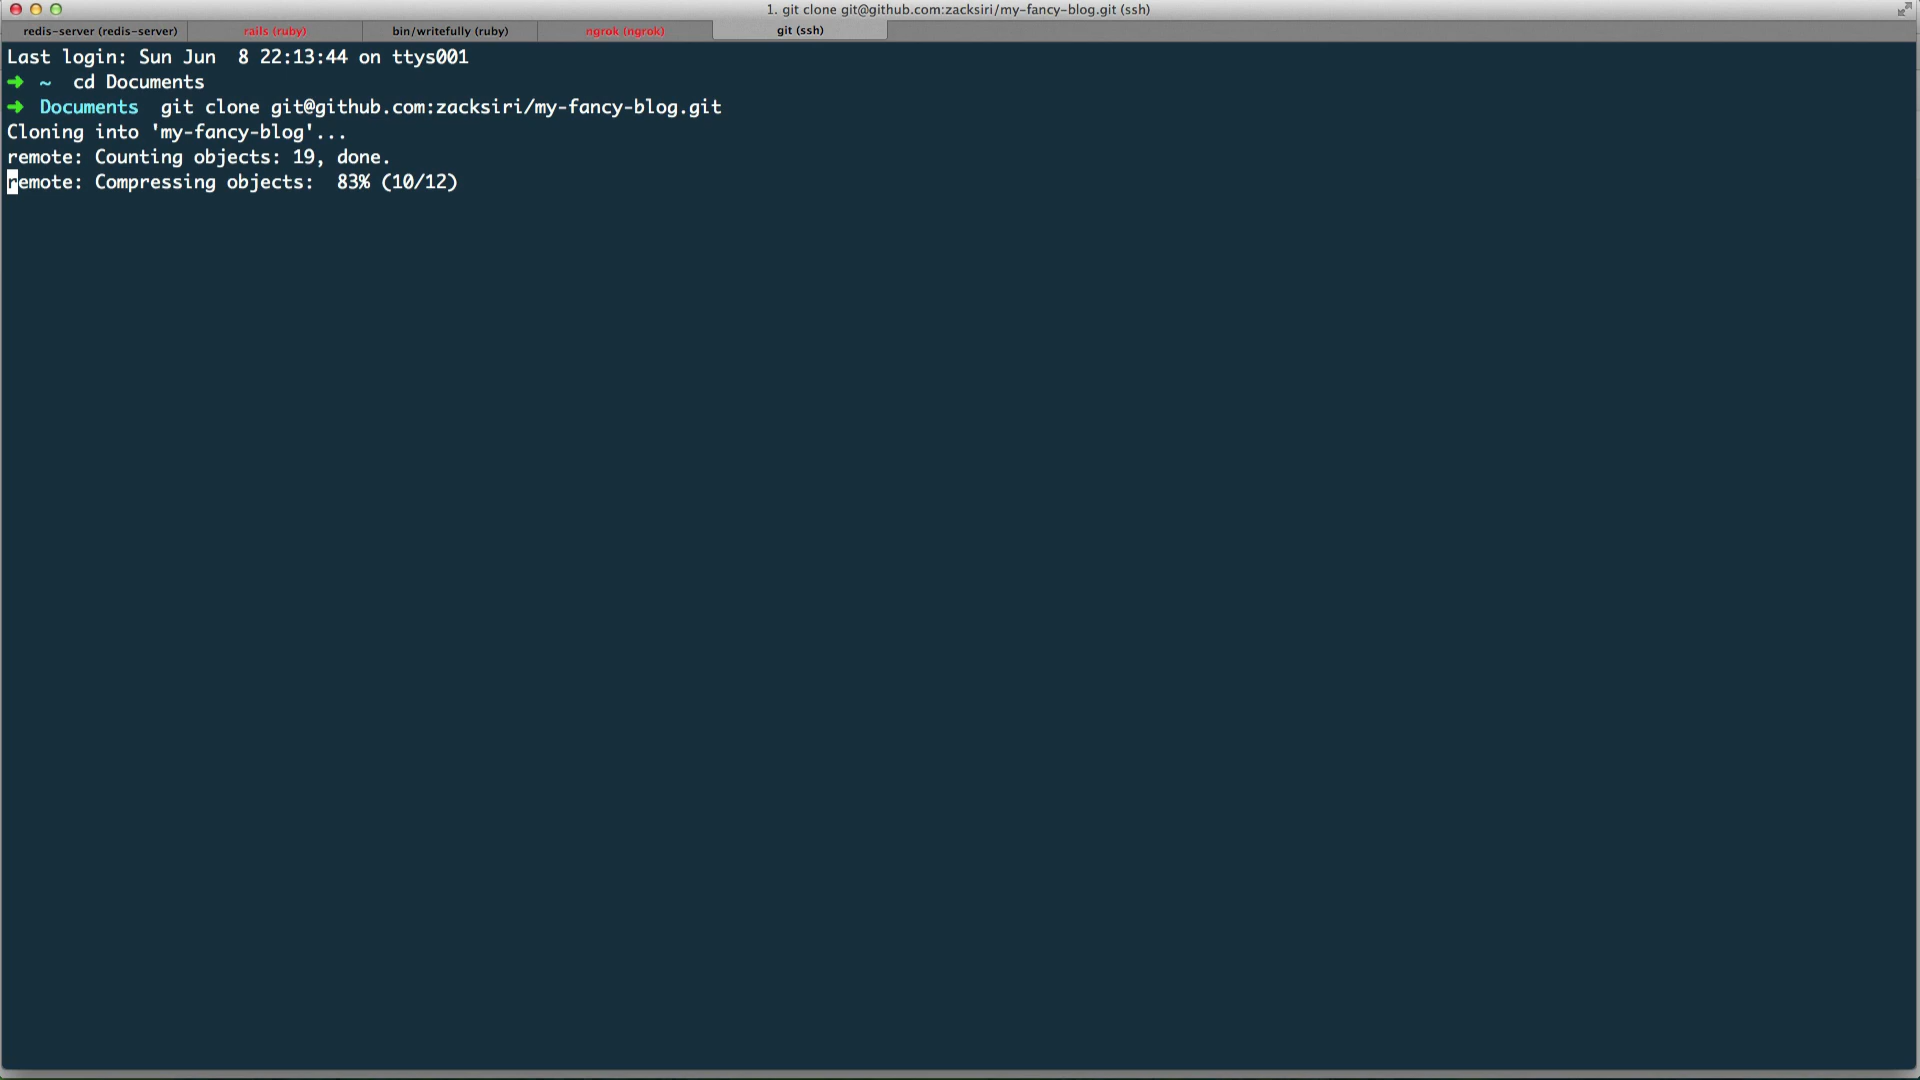 1. git clone git@github.com:zacksiri/my-fancy-blog.git (ssh)
redis-server (redis-server) rails (ruby) bin/writefully (ruby) ngrok (ngrok) git (ssh)
Last login: Sun Jun  8 22:13:44 on ttys001
➜  ~  cd Documents
➜  Documents  git clone git@github.com:zacksiri/my-fancy-blog.git
Cloning into 'my-fancy-blog'...
remote: Counting objects: 19, done.
remote: Compressing objects:  83% (10/12)